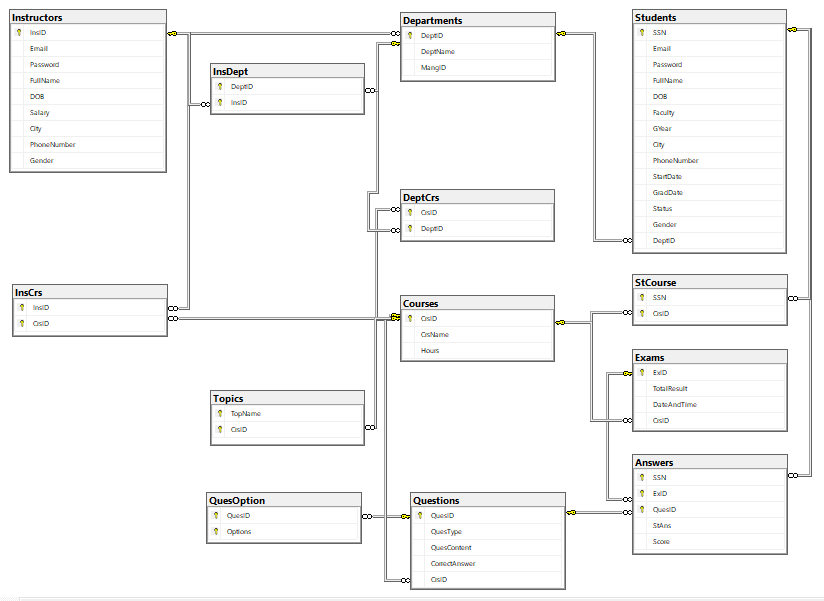 Instructors
InsID
Email
Password
FullName
DOB
Salary
City
PhoneNumber
Gender
InsDept
DeptID
InsID
Departments
DeptID
DeptName
MangID
Students
SSN
Email
Password
FullName
DOB
Faculty
GYear
City
PhoneNumber
StartDate
GradDate
Status
Gender
DeptID
DeptCrs
CrsID
DeptID
InsCrs
InsID
CrsID
Courses
CrsID
CrsName
Hours
StCourse
SSN
CrsID
Exams
ExID
TotalResult
DateAndTime
CrsID
Topics
TopName
CrsID
Answers
SSN
ExID
QuesID
StAns
Score
QuesOption
QuesID
Options
Questions
QuesID
QuesType
QuesContent
CorrectAnswer
CrsID